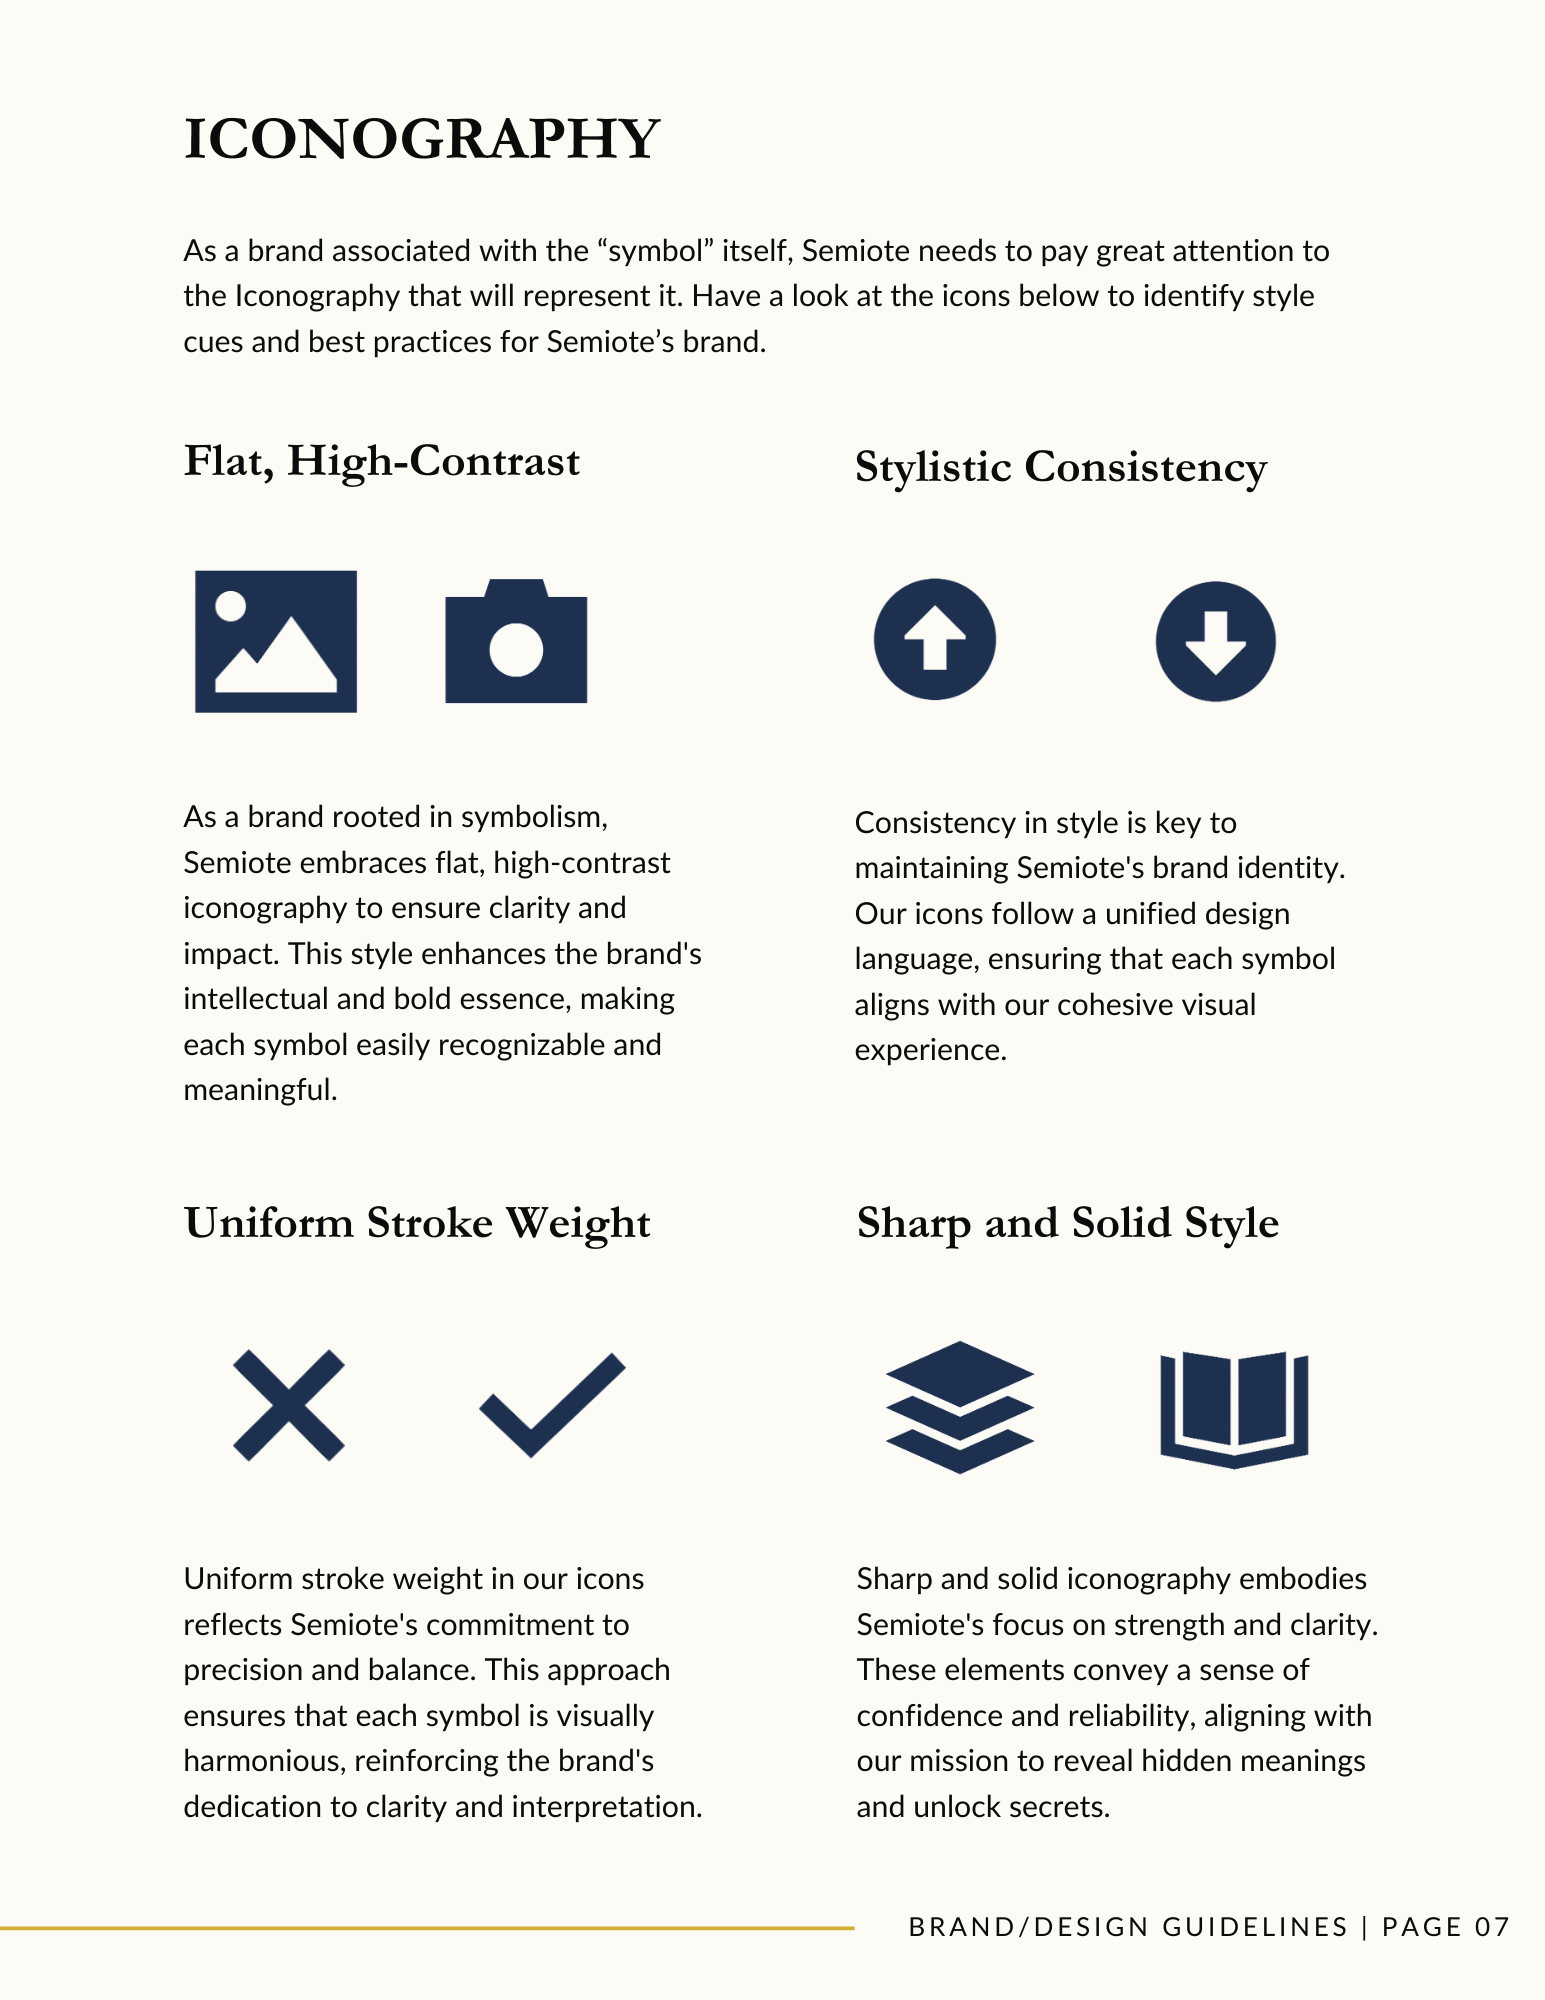 ICONOGRAPHY
As a brand associated with the “symbol” itself, Semiote needs to pay great attention to
the Iconography that will represent it. Have a look at the icons below to identify style
cues and best practices for Semiote’s brand.
Flat, High-Contrast
As a brand rooted in symbolism,
Semiote embraces flat, high-contrast
iconography to ensure clarity and
impact. This style enhances the brand's
intellectual and bold essence, making
each symbol easily recognizable and
meaningful.
Stylistic Consistency
Consistency in style is key to
maintaining Semiote's brand identity.
Our icons follow a unified design
language, ensuring that each symbol
aligns with our cohesive visual
experience.
Uniform Stroke Weight
Uniform stroke weight in our icons
reflects Semiote's commitment to
precision and balance. This approach
ensures that each symbol is visually
harmonious, reinforcing the brand's
dedication to clarity and interpretation.
Sharp and Solid Style
Sharp and solid iconography embodies
Semiote's focus on strength and clarity.
These elements convey a sense of
confidence and reliability, aligning with
our mission to reveal hidden meanings
and unlock secrets.
BRAND/DESIGN GUIDELINES | PAGE 07